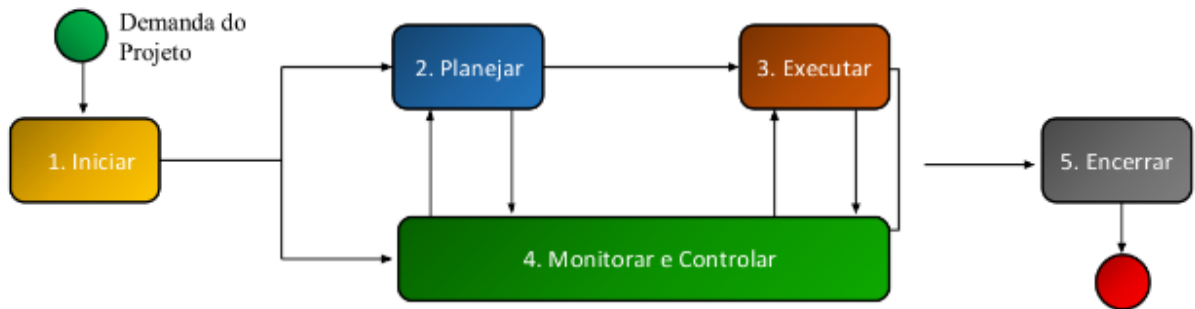 Demanda do
Projeto
2. Planejar
3. Executar
1. Iniciar
5. Encerrar
4. Monitorar e Controlar